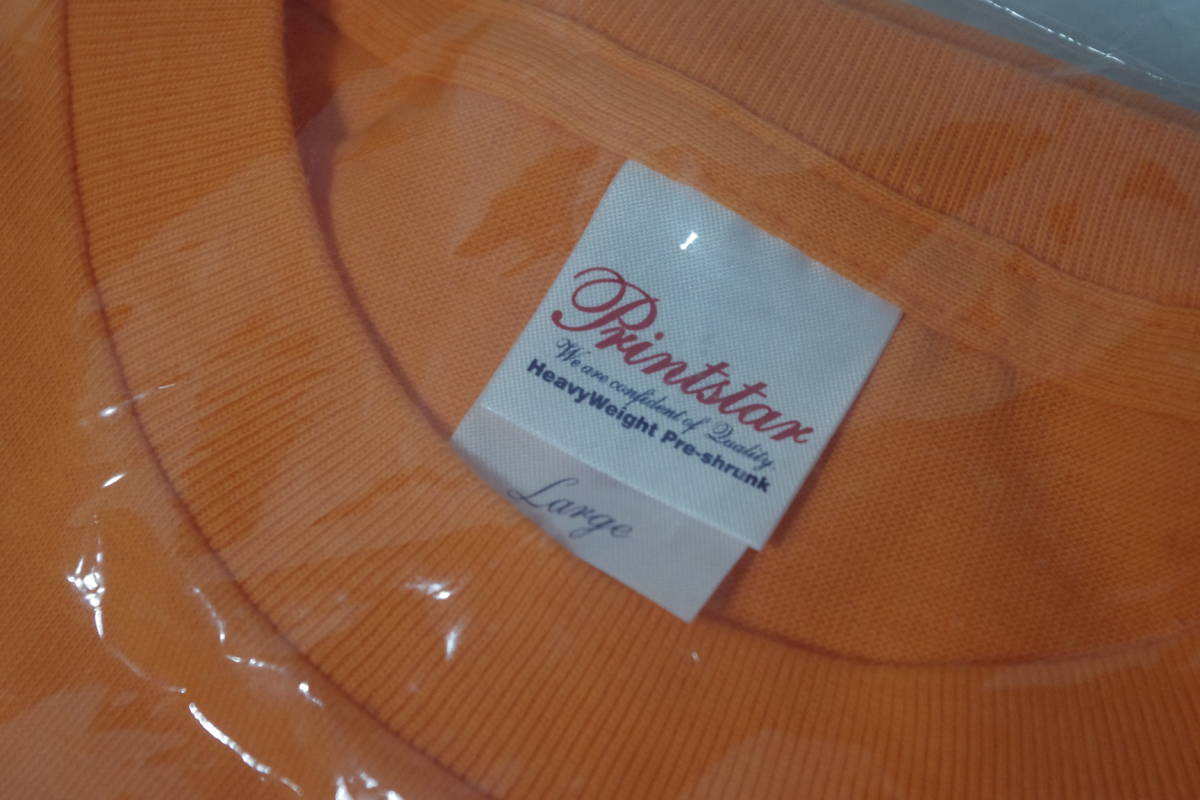 Printstar
We are confident of Quality.
HeavyWeight Pre-shrunk
Large